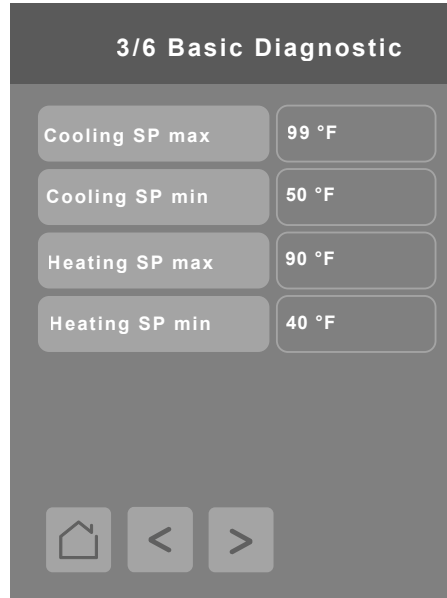 3/6 Basic Diagnostic
Cooling SP max 99 °F
Cooling SP min 50 °F
Heating SP max 90 °F
Heating SP min 40 °F
< >